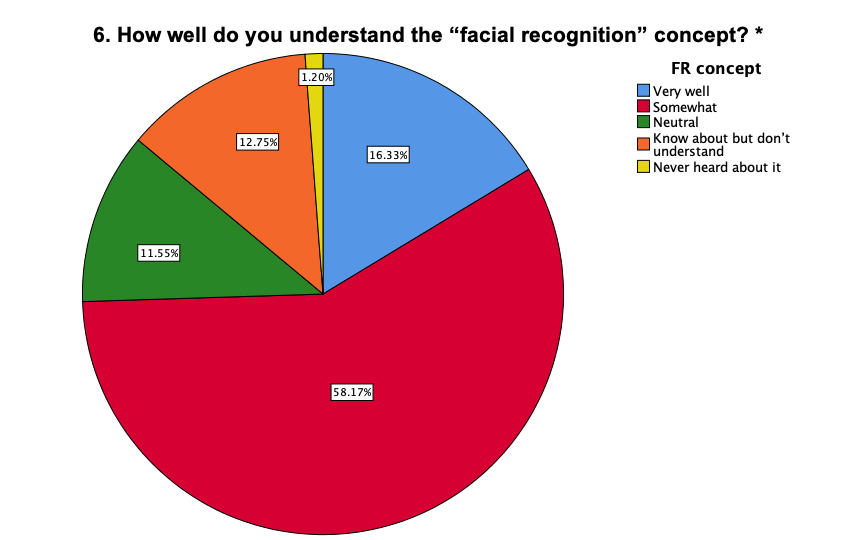 6. How well do you understand the “facial recognition” concept? *
FR concept
Very well
Somewhat
Neutral
Know about but don’t
understand
Never heard about it
1.20%
12.75%
16.33%
11.55%
58.17%